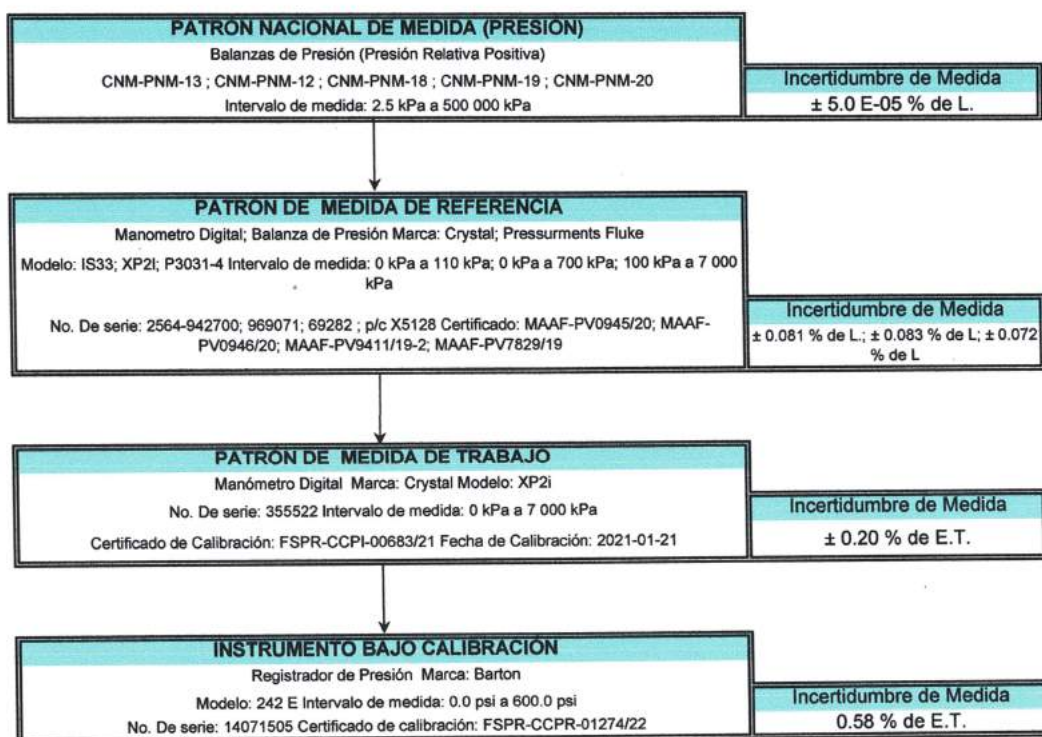 PATRÓN NACIONAL DE MEDIDA (PRESIÓN)
Balanzas de Presión (Presión Relativa Positiva)
CNM-PNM-13 ; CNM-PNM-12 ; CNM-PNM-18 ; CNM-PNM-19 ; CNM-PNM-20
Intervalo de medida: 2.5 kPa a 500 000 kPa
Incertidumbre de Medida
± 5.0 E-05 % de L.
PATRÓN DE MEDIDA DE REFERENCIA
Manometro Digital; Balanza de Presión Marca: Crystal; Pressurments Fluke
Modelo: IS33; XP2I; P3031-4 Intervalo de medida: 0 kPa a 110 kPa; 0 kPa a 700 kPa; 100 kPa a 7 000
kPa
No. De serie: 2564-942700; 969071; 69282 ; p/c X5128 Certificado: MAAF-PV0945/20; MAAF-
PV0946/20; MAAF-PV9411/19-2; MAAF-PV7829/19
Incertidumbre de Medida
± 0.081 % de L.; ± 0.083 % de L; ± 0.072
% de L
PATRÓN DE MEDIDA DE TRABAJO
Manómetro Digital Marca: Crystal Modelo: XP2i
No. De serie: 355522 Intervalo de medida: 0 kPa a 7 000 kPa
Certificado de Calibración: FSPR-CCPI-00683/21 Fecha de Calibración: 2021-01-21
Incertidumbre de Medida
± 0.20 % de E.T.
INSTRUMENTO BAJO CALIBRACIÓN
Registrador de Presión Marca: Barton
Modelo: 242 E Intervalo de medida: 0.0 psi a 600.0 psi
No. De serie: 14071505 Certificado de calibración: FSPR-CCPR-01274/22
Incertidumbre de Medida
0.58 % de E.T.